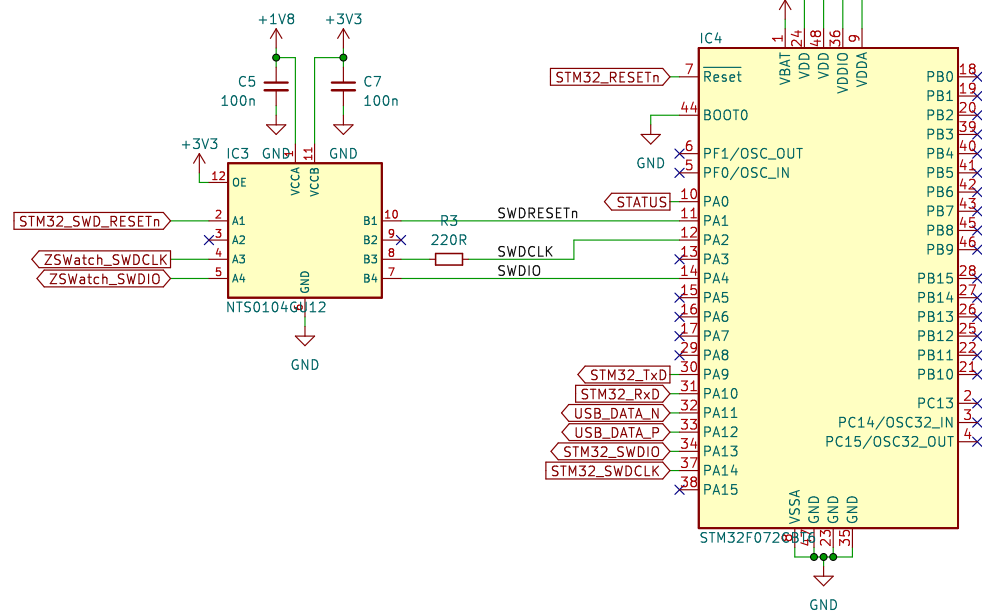 +1V8
+3V3
C5
100n
C7
100n
GND
GND
+3V3
IC3
1
11
VCCA
VCCB
12
OE
STM32_SWD_RESETn
2
A1
3
A2
ZSWatch_SWDCLK
4
A3
ZSWatch_SWDIO
5
A4
B1
10
B2
9
B3
8
B4
7
GND
NTS0104GU12
GND
SWDRESETn
R3
220R
SWDCLK
SWDIO
IC4
1
24
48
36
9
VBAT
VDD
VDD
VDDIO
VDDA
STM32_RESETn
7
Reset
44
BOOT0
GND
6
PF1/OSC_OUT
5
PF0/OSC_IN
STATUS
10
PA0
11
PA1
12
PA2
13
PA3
14
PA4
15
PA5
16
PA6
17
PA7
29
PA8
STM32_TxD
30
PA9
STM32_RxD
31
PA10
USB_DATA_N
32
PA11
USB_DATA_P
33
PA12
STM32_SWDIO
34
PA13
STM32_SWDCLK
37
PA14
38
PA15
PB0
18
PB1
19
PB2
20
PB3
39
PB4
40
PB5
41
PB6
42
PB7
43
PB8
45
PB9
46
PB15
28
PB14
27
PB13
26
PB12
25
PB11
22
PB10
21
PC13
2
PC14/OSC32_IN
3
PC15/OSC32_OUT
4
VSSA
GND
GND
GND
8
47
23
35
GND